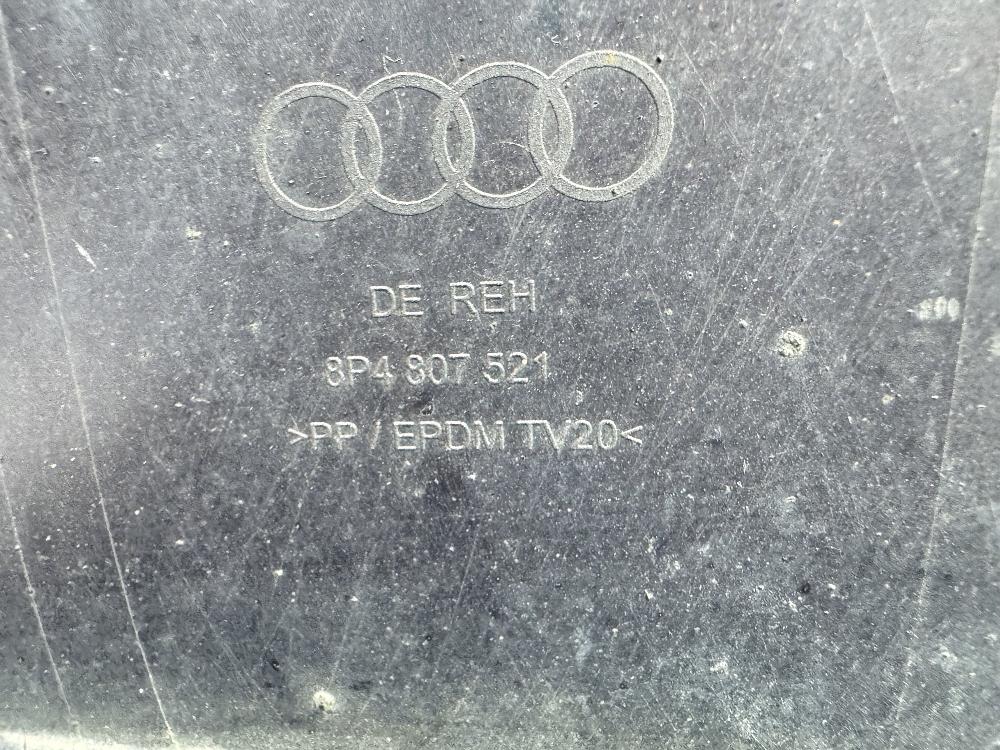 DE REH
8P4 807 521
>PP / EPDM TV20<